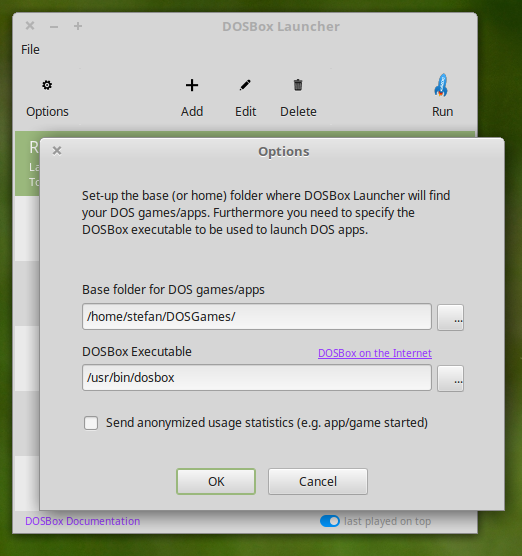 DOSBox Launcher
File
Options Add Edit Delete Run
Options
Set-up the base (or home) folder where DOSBox Launcher will find
your DOS games/apps. Furthermore you need to specify the
DOSBox executable to be used to launch DOS apps.
Base folder for DOS games/apps
/home/stefan/DOSGames/ ...
DOSBox Executable DOSBox on the Internet
/usr/bin/dosbox ...
Send anonymized usage statistics (e.g. app/game started)
OK Cancel
DOSBox Documentation last played on top